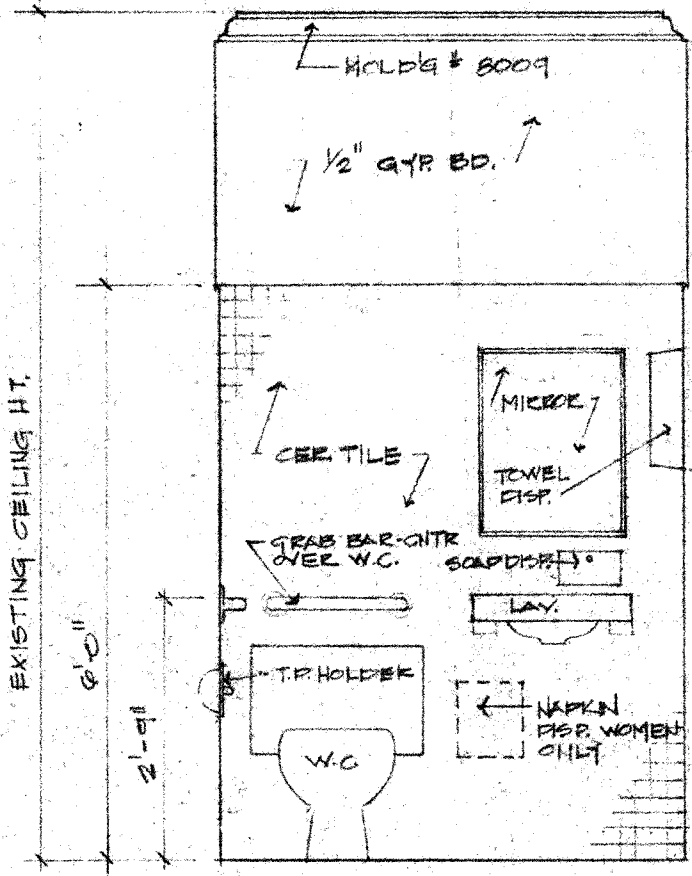 MOLD'G # 8009
1/2" GYP. BD.
MIRROR
CER. TILE
TOWEL
DISP.
GRAB BAR-CNTR
OVER W.C.
SOAP DISP.
LAV.
T.P. HOLDER
NAPKIN
DISP. WOMEN
ONLY
W.C
EXISTING CEILING HT.
6'-0"
2'-9"